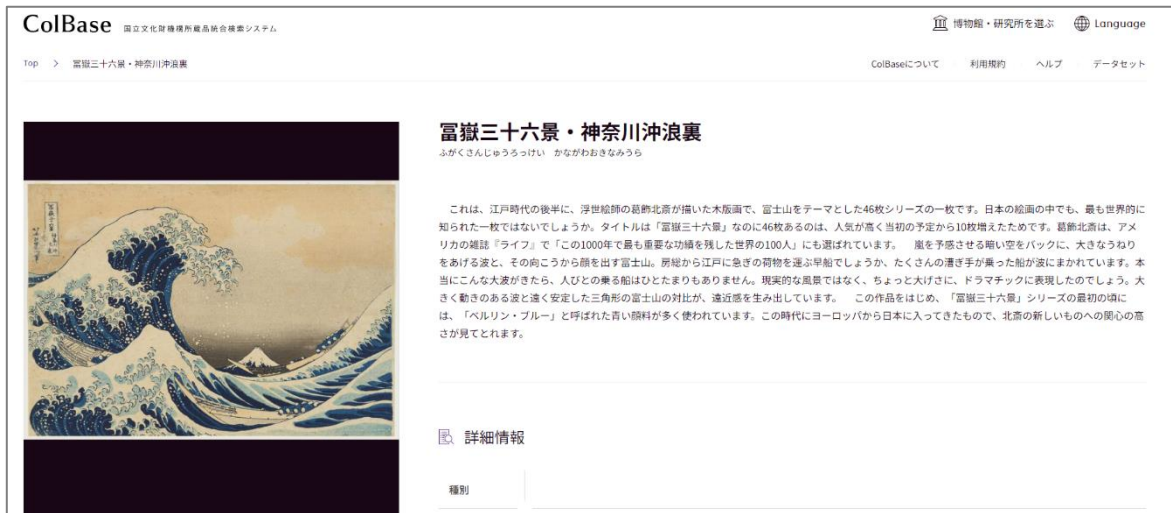 ColBase 国立文化財機構所蔵品統合検索システム
博物館・研究所を選ぶ Language
Top > 冨嶽三十六景・神奈川沖浪裏
ColBaseについて 利用規約 ヘルプ データセット
冨嶽三十六景・神奈川沖浪裏
ふがくさんじゅうろっけい かながわおきなみうら
これは、江戸時代の後半に、浮世絵師の葛飾北斎が描いた木版画で、富士山をテーマとした46枚シリーズの一枚です。日本の絵画の中でも、最も世界的に
知られた一枚ではないでしょうか。タイトルは「冨嶽三十六景」なのに46枚あるのは、人気が高く当初の予定から10枚増えたためです。葛飾北斎は、アメ
リカの雑誌『ライフ』で「この1000年で最も重要な功績を残した世界の100人」にも選ばれています。 嵐を予感させる暗い空をバックに、大きなうねり
をあげる波と、その向こうから顔を出す富士山。房総から江戸に急ぎの荷物を運ぶ早船でしょうか、たくさんの漕ぎ手が乗った船が波にまかれています。本
当にこんな大波がきたら、人びとの乗る船はひとたまりもありません。現実的な風景ではなく、ちょっと大げさに、ドラマチックに表現したのでしょう。大
きく動きのある波と遠く安定した三角形の富士山の対比が、遠近感を生み出しています。 この作品をはじめ、「冨嶽三十六景」シリーズの最初の頃に
は、「ベルリン・ブルー」と呼ばれた青い顔料が多く使われています。この時代にヨーロッパから日本に入ってきたもので、北斎の新しいものへの関心の高
さが見てとれます。
詳細情報
種別